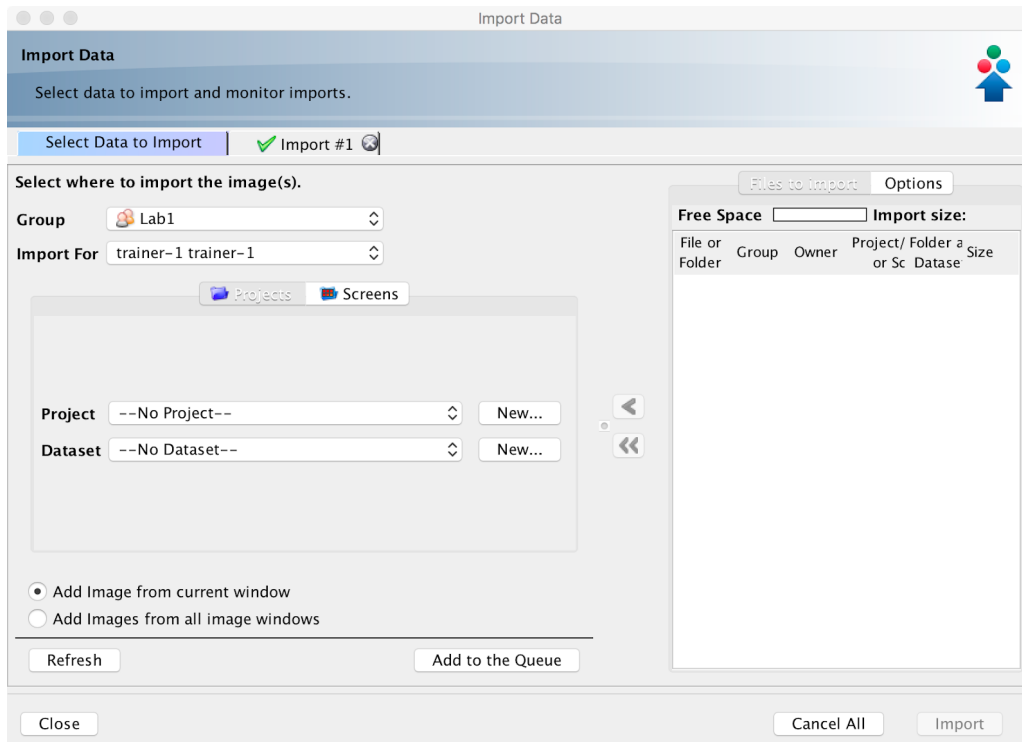 Import Data
Import Data
Select data to import and monitor imports.
Select Data to Import
Import #1
Select where to import the image(s).
Group Lab1
Import For trainer-1 trainer-1
Projects Screens
Project --No Project-- New...
Dataset --No Dataset-- New...
Add Image from current window
Add Images from all image windows
Refresh Add to the Queue
Files to import Options
Free Space Import size:
File or Folder Group Owner Project/ or Sc Folder a Datase Size
Close Cancel All Import